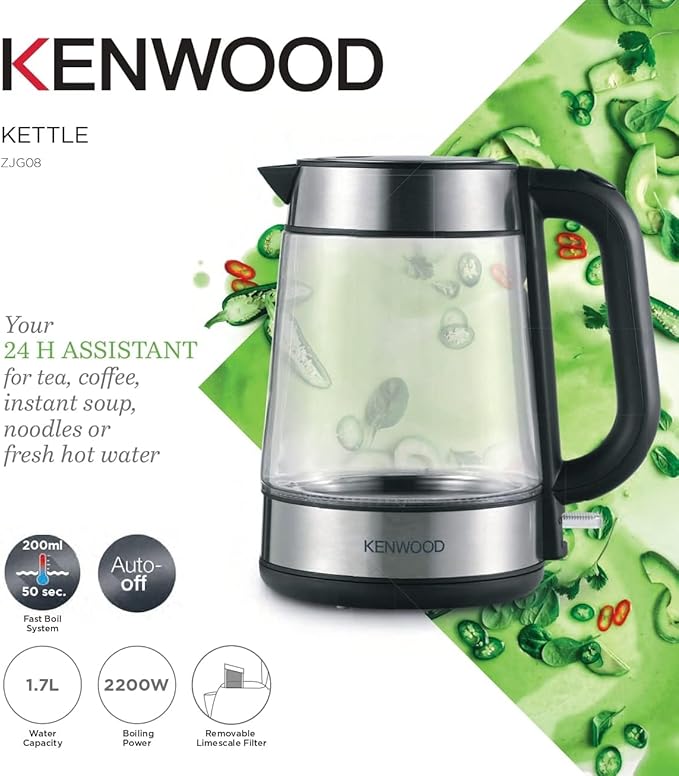 KENWOOD
KETTLE
ZJG08
Your
24 H ASSISTANT
for tea, coffee,
instant soup,
noodles or
fresh hot water
KENWOOD
200ml
50 sec.
Fast Boil
System
Auto-
off
1.7L
Water
Capacity
2200W
Boiling
Power
Removable
Limescale Filter